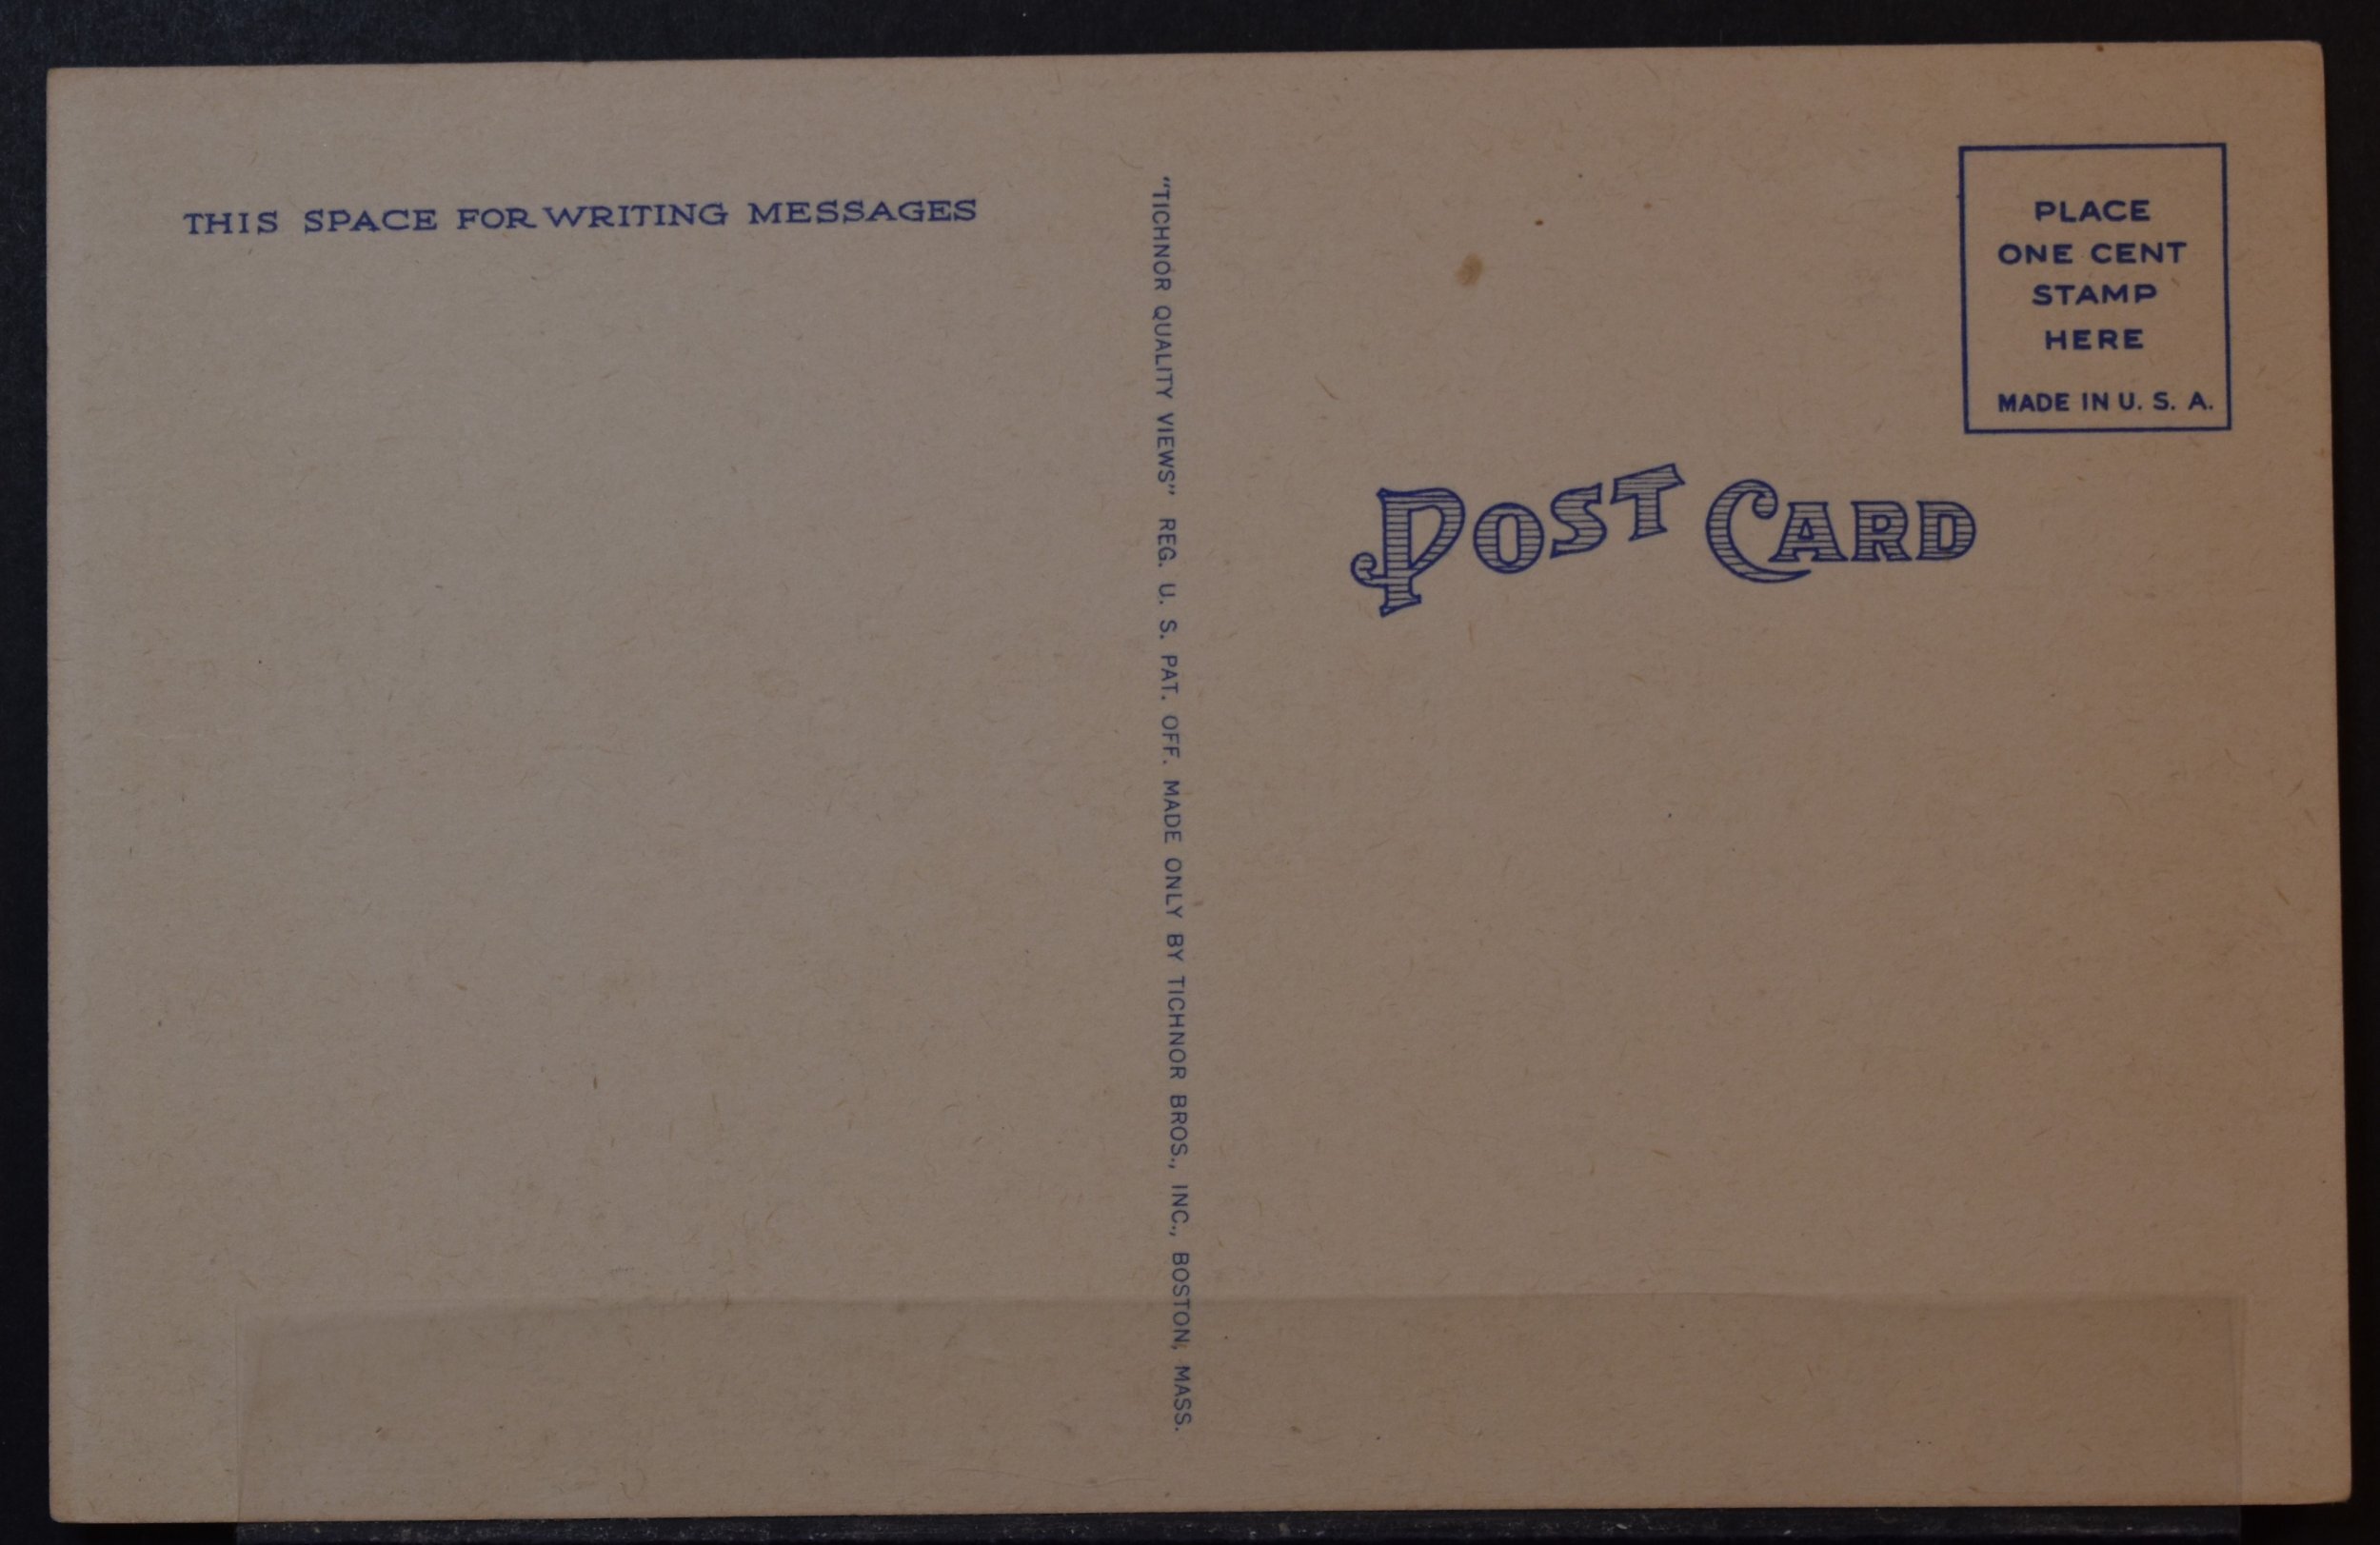 THIS SPACE FOR WRITING MESSAGES
"TICHNOR QUALITY VIEWS" REG. U. S. PAT. OFF. MADE ONLY BY TICHNOR BROS., INC., BOSTON, MASS.
PLACE
ONE CENT
STAMP
HERE
MADE IN U. S. A.
POST CARD